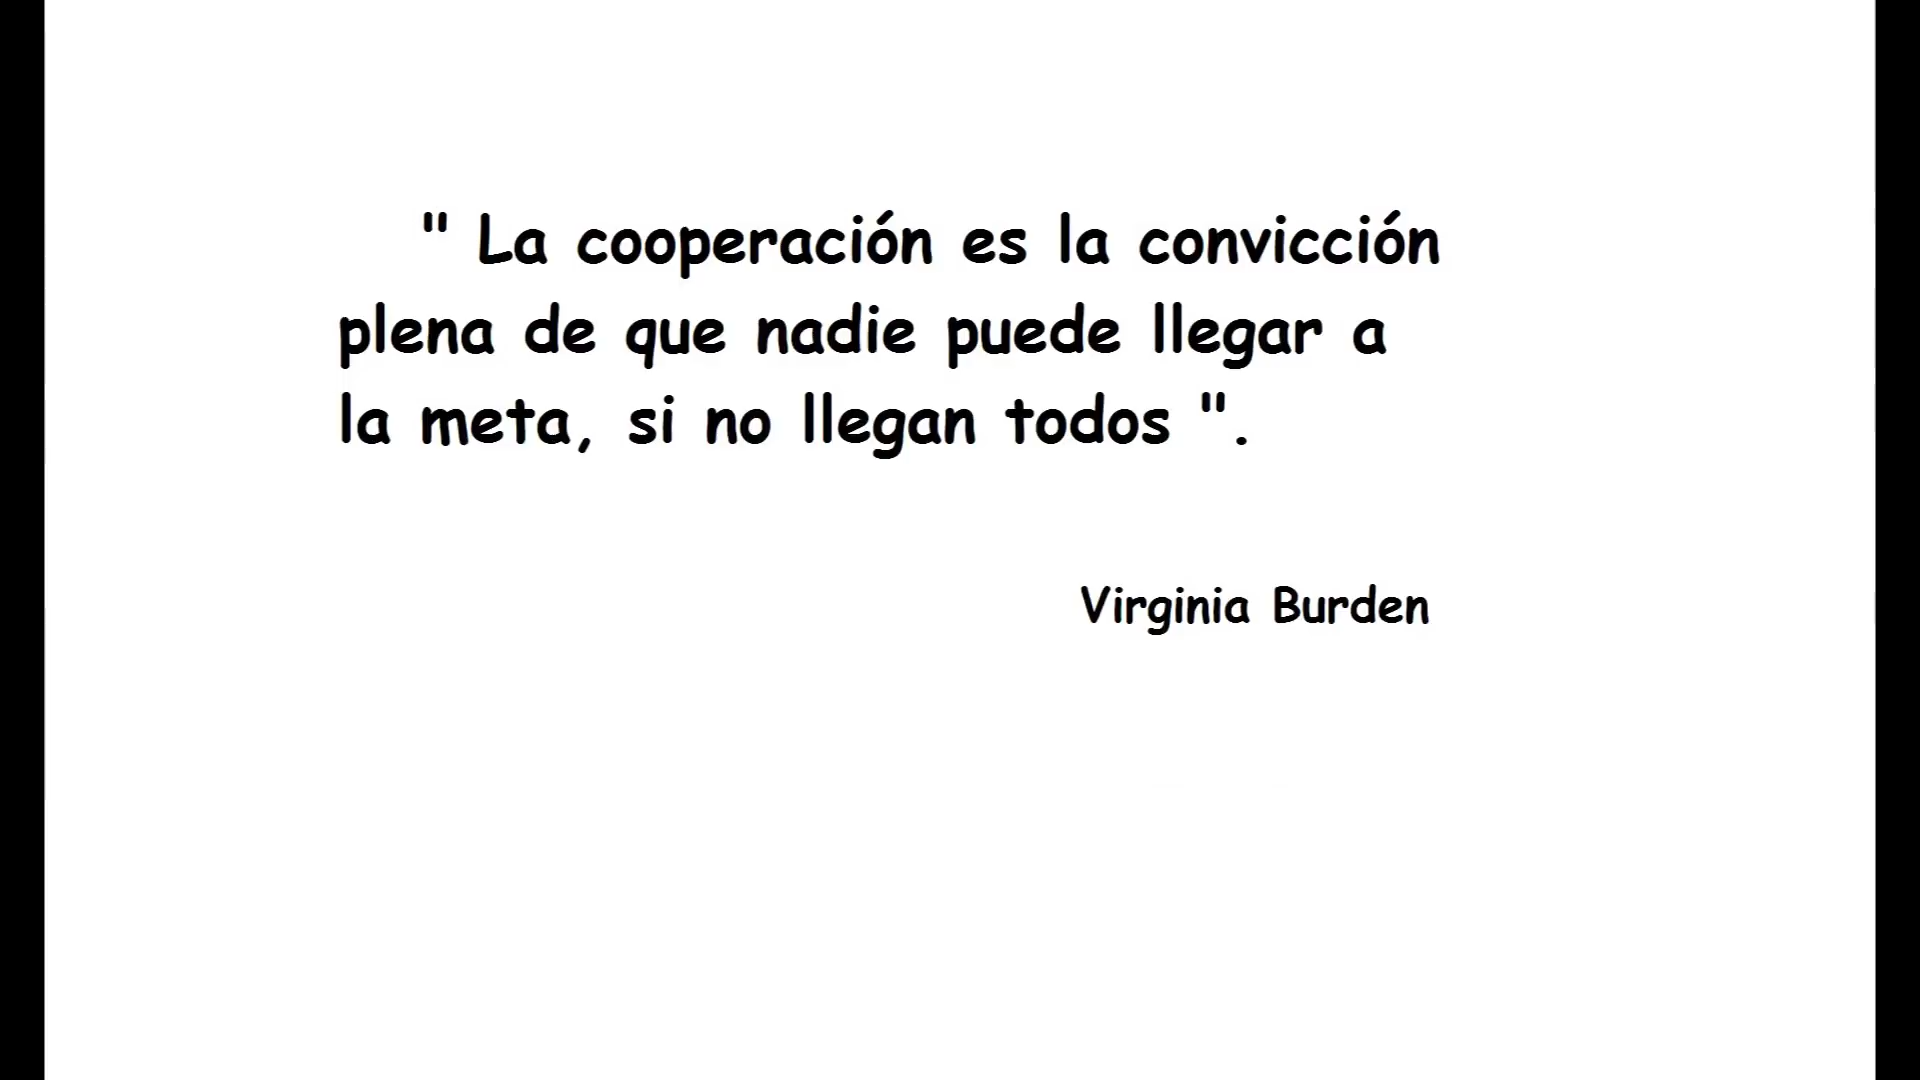 " La cooperación es la convicción
plena de que nadie puede llegar a
la meta, si no llegan todos ".
Virginia Burden